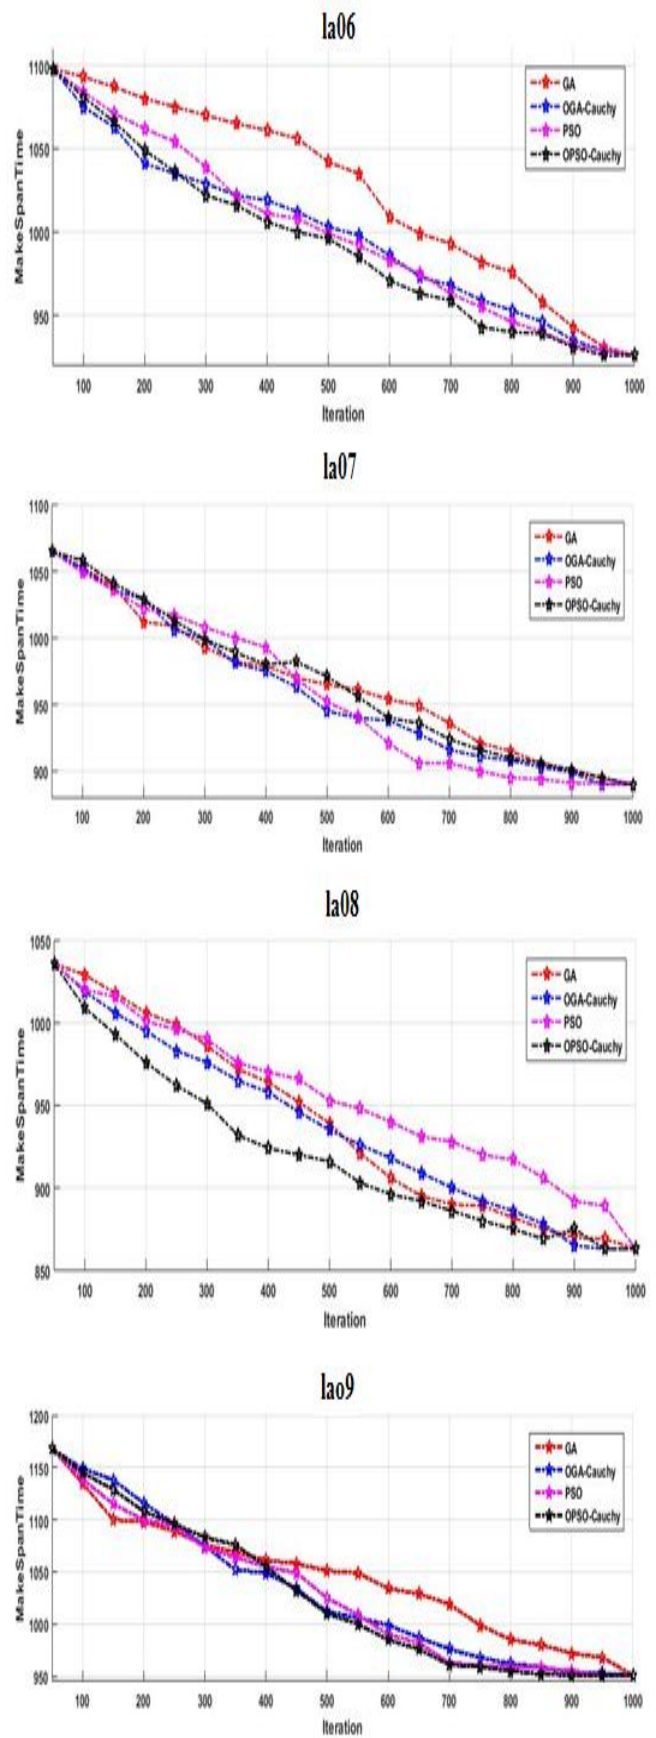 la06
1100
1050
1000
950
MakeSpanTime
GA
OGA-Cauchy
PSO
OPSO-Cauchy
100 200 300 400 500 600 700 800 900 1000
Iteration
la07
1100
1050
1000
950
900
MakeSpanTime
GA
OGA-Cauchy
PSO
OPSO-Cauchy
100 200 300 400 500 600 700 800 900 1000
Iteration
la08
1050
1000
950
900
850
MakeSpanTime
GA
OGA-Cauchy
PSO
OPSO-Cauchy
100 200 300 400 500 600 700 800 900 1000
Iteration
lao9
1200
1150
1100
1050
1000
950
MakeSpanTime
GA
OGA-Cauchy
PSO
OPSO-Cauchy
100 200 300 400 500 600 700 800 900 1000
Iteration